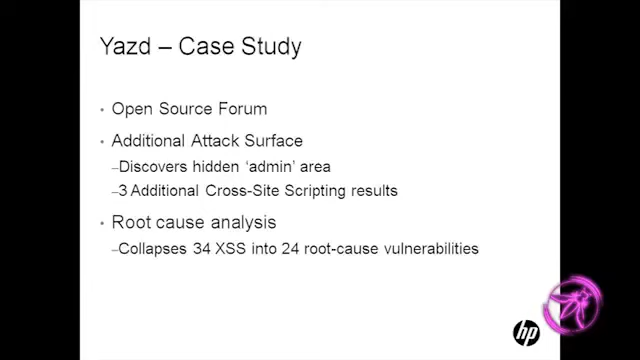 Yazd – Case Study
• Open Source Forum
• Additional Attack Surface
–Discovers hidden ‘admin’ area
–3 Additional Cross-Site Scripting results
• Root cause analysis
–Collapses 34 XSS into 24 root-cause vulnerabilities
hp